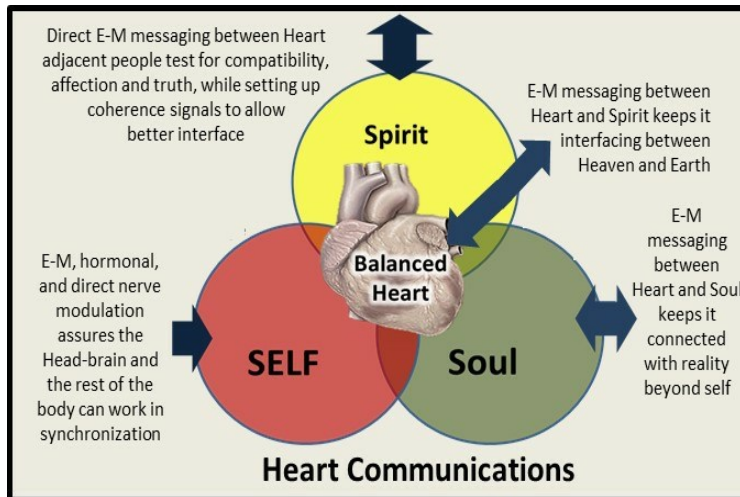 Direct E-M messaging between Heart
adjacent people test for compatibility,
affection and truth, while setting up
coherence signals to allow
better interface
E-M messaging between
Heart and Spirit keeps it
interfacing between
Heaven and Earth
Spirit
E-M
messaging
between
Heart and Soul
keeps it
connected
with reality
beyond self
E-M, hormonal,
and direct nerve
modulation
assures the
Head-brain and
the rest of the
body can work in
synchronization
Balanced
Heart
SELF
Soul
Heart Communications